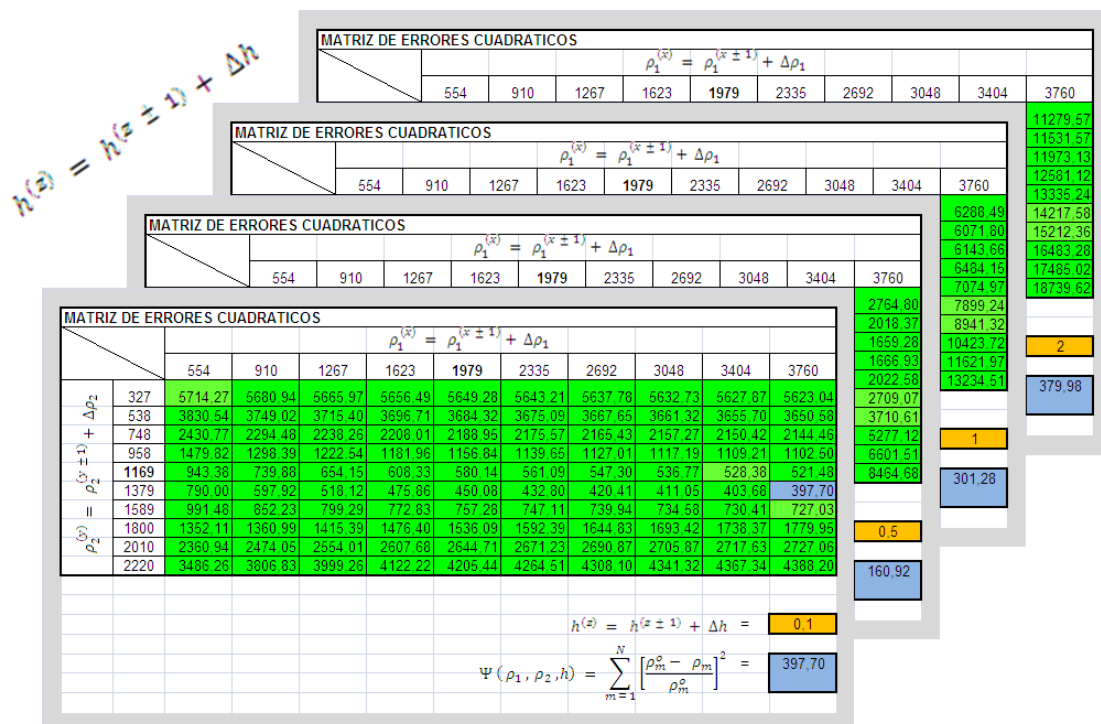 h^(z) = h^(z ± 1) + Δh
MATRIZ DE ERRORES CUADRATICOS
ρ₁^(x) = ρ₁^(x ± 1) + Δρ₁
554 910 1267 1623 1979 2335 2692 3048 3404 3760
11279,57
11531,57
11973,13
12581,12
13335,24
14217,58
15212,36
16483,28
17485,02
18739,62
2
379,98
MATRIZ DE ERRORES CUADRATICOS
ρ₁^(x) = ρ₁^(x ± 1) + Δρ₁
554 910 1267 1623 1979 2335 2692 3048 3404 3760
6288,49
6071,80
6143,66
6484,15
7074,97
7899,24
8941,32
10423,72
11621,97
13234,51
1
301,28
MATRIZ DE ERRORES CUADRATICOS
ρ₁^(x) = ρ₁^(x ± 1) + Δρ₁
554 910 1267 1623 1979 2335 2692 3048 3404 3760
2764,80
2018,37
1659,28
1666,93
2022,58
2709,07
3710,61
5277,12
6601,51
8464,68
0,5
160,92
MATRIZ DE ERRORES CUADRATICOS
ρ₁^(x) = ρ₁^(x ± 1) + Δρ₁
554 910 1267 1623 1979 2335 2692 3048 3404 3760
ρ₂^(y) = ρ₂^(y ± 1) + Δρ₂
327 5714,27 5680,94 5665,97 5656,49 5649,28 5643,21 5637,78 5632,73 5627,87 5623,04
538 3830,54 3749,02 3715,40 3696,71 3684,32 3675,09 3667,65 3661,32 3655,70 3650,58
748 2430,77 2294,48 2238,26 2208,01 2188,95 2175,57 2165,43 2157,27 2150,42 2144,46
958 1479,82 1298,39 1222,54 1181,96 1156,84 1139,65 1127,01 1117,19 1109,21 1102,50
1169 943,38 739,88 654,15 608,33 580,14 561,09 547,30 536,77 528,38 521,48
1379 790,00 597,92 518,12 475,86 450,08 432,80 420,41 411,05 403,68 397,70
1589 991,48 852,23 799,29 772,83 757,28 747,11 739,94 734,58 730,41 727,03
1800 1352,11 1360,99 1415,39 1476,40 1536,09 1592,39 1644,83 1693,42 1738,37 1779,95
2010 2360,94 2474,05 2554,01 2607,68 2644,71 2671,23 2690,87 2705,87 2717,63 2727,06
2220 3486,26 3806,83 3999,26 4122,22 4205,44 4264,51 4308,10 4341,32 4367,34 4388,20
h^(z) = h^(z ± 1) + Δh = 0,1
Ψ(ρ₁, ρ₂, h) = ∑_{m=1}^{N} [(ρ_m^o − ρ_m) / ρ_m^o]² = 397,70